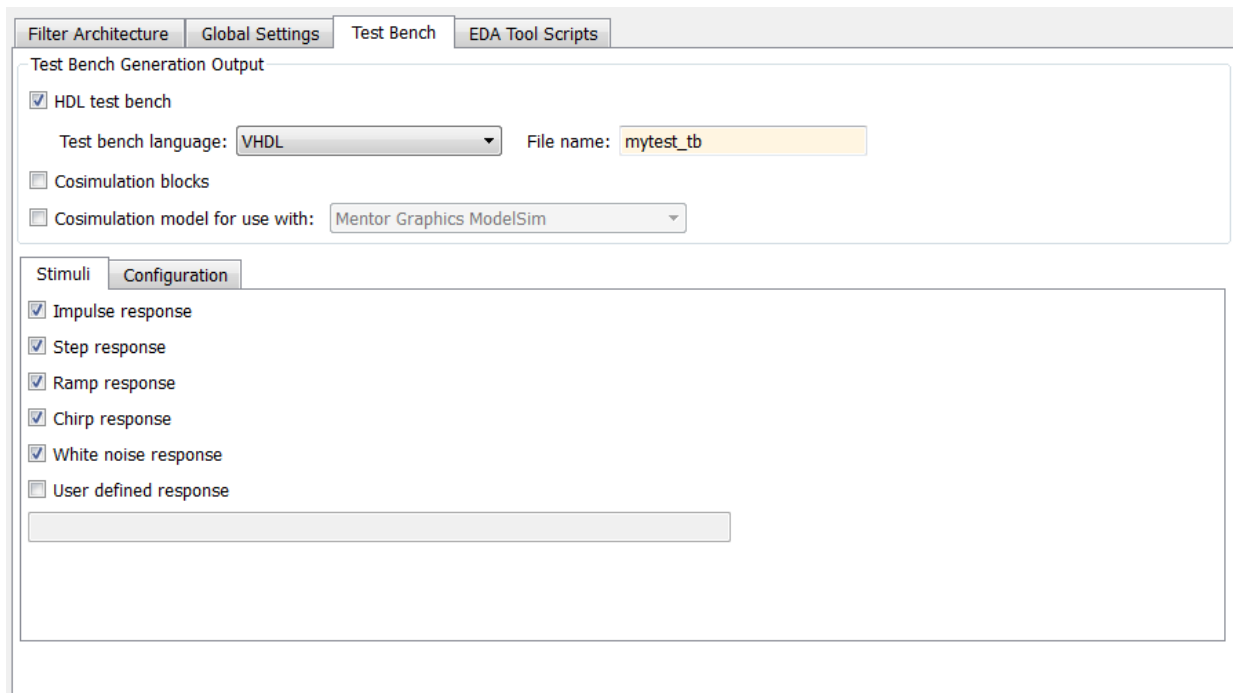 Filter Architecture Global Settings Test Bench EDA Tool Scripts
Test Bench Generation Output
HDL test bench
Test bench language: VHDL File name: mytest_tb
Cosimulation blocks
Cosimulation model for use with: Mentor Graphics ModelSim
Stimuli Configuration
Impulse response
Step response
Ramp response
Chirp response
White noise response
User defined response